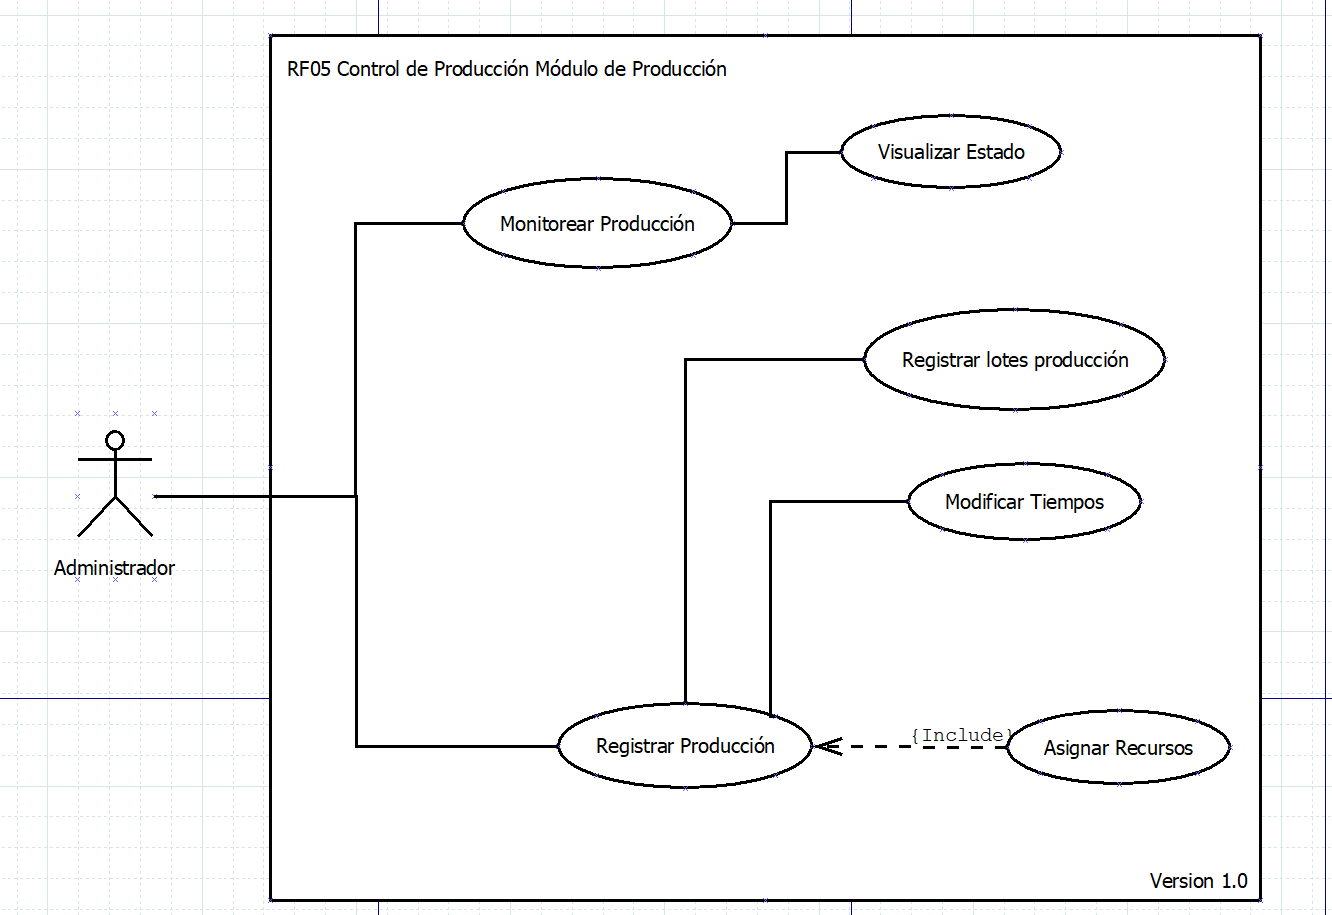 RF05 Control de Producción Módulo de Producción
Visualizar Estado
Monitorear Producción
Registrar lotes producción
Modificar Tiempos
Administrador
Registrar Producción
{Include}
Asignar Recursos
Version 1.0